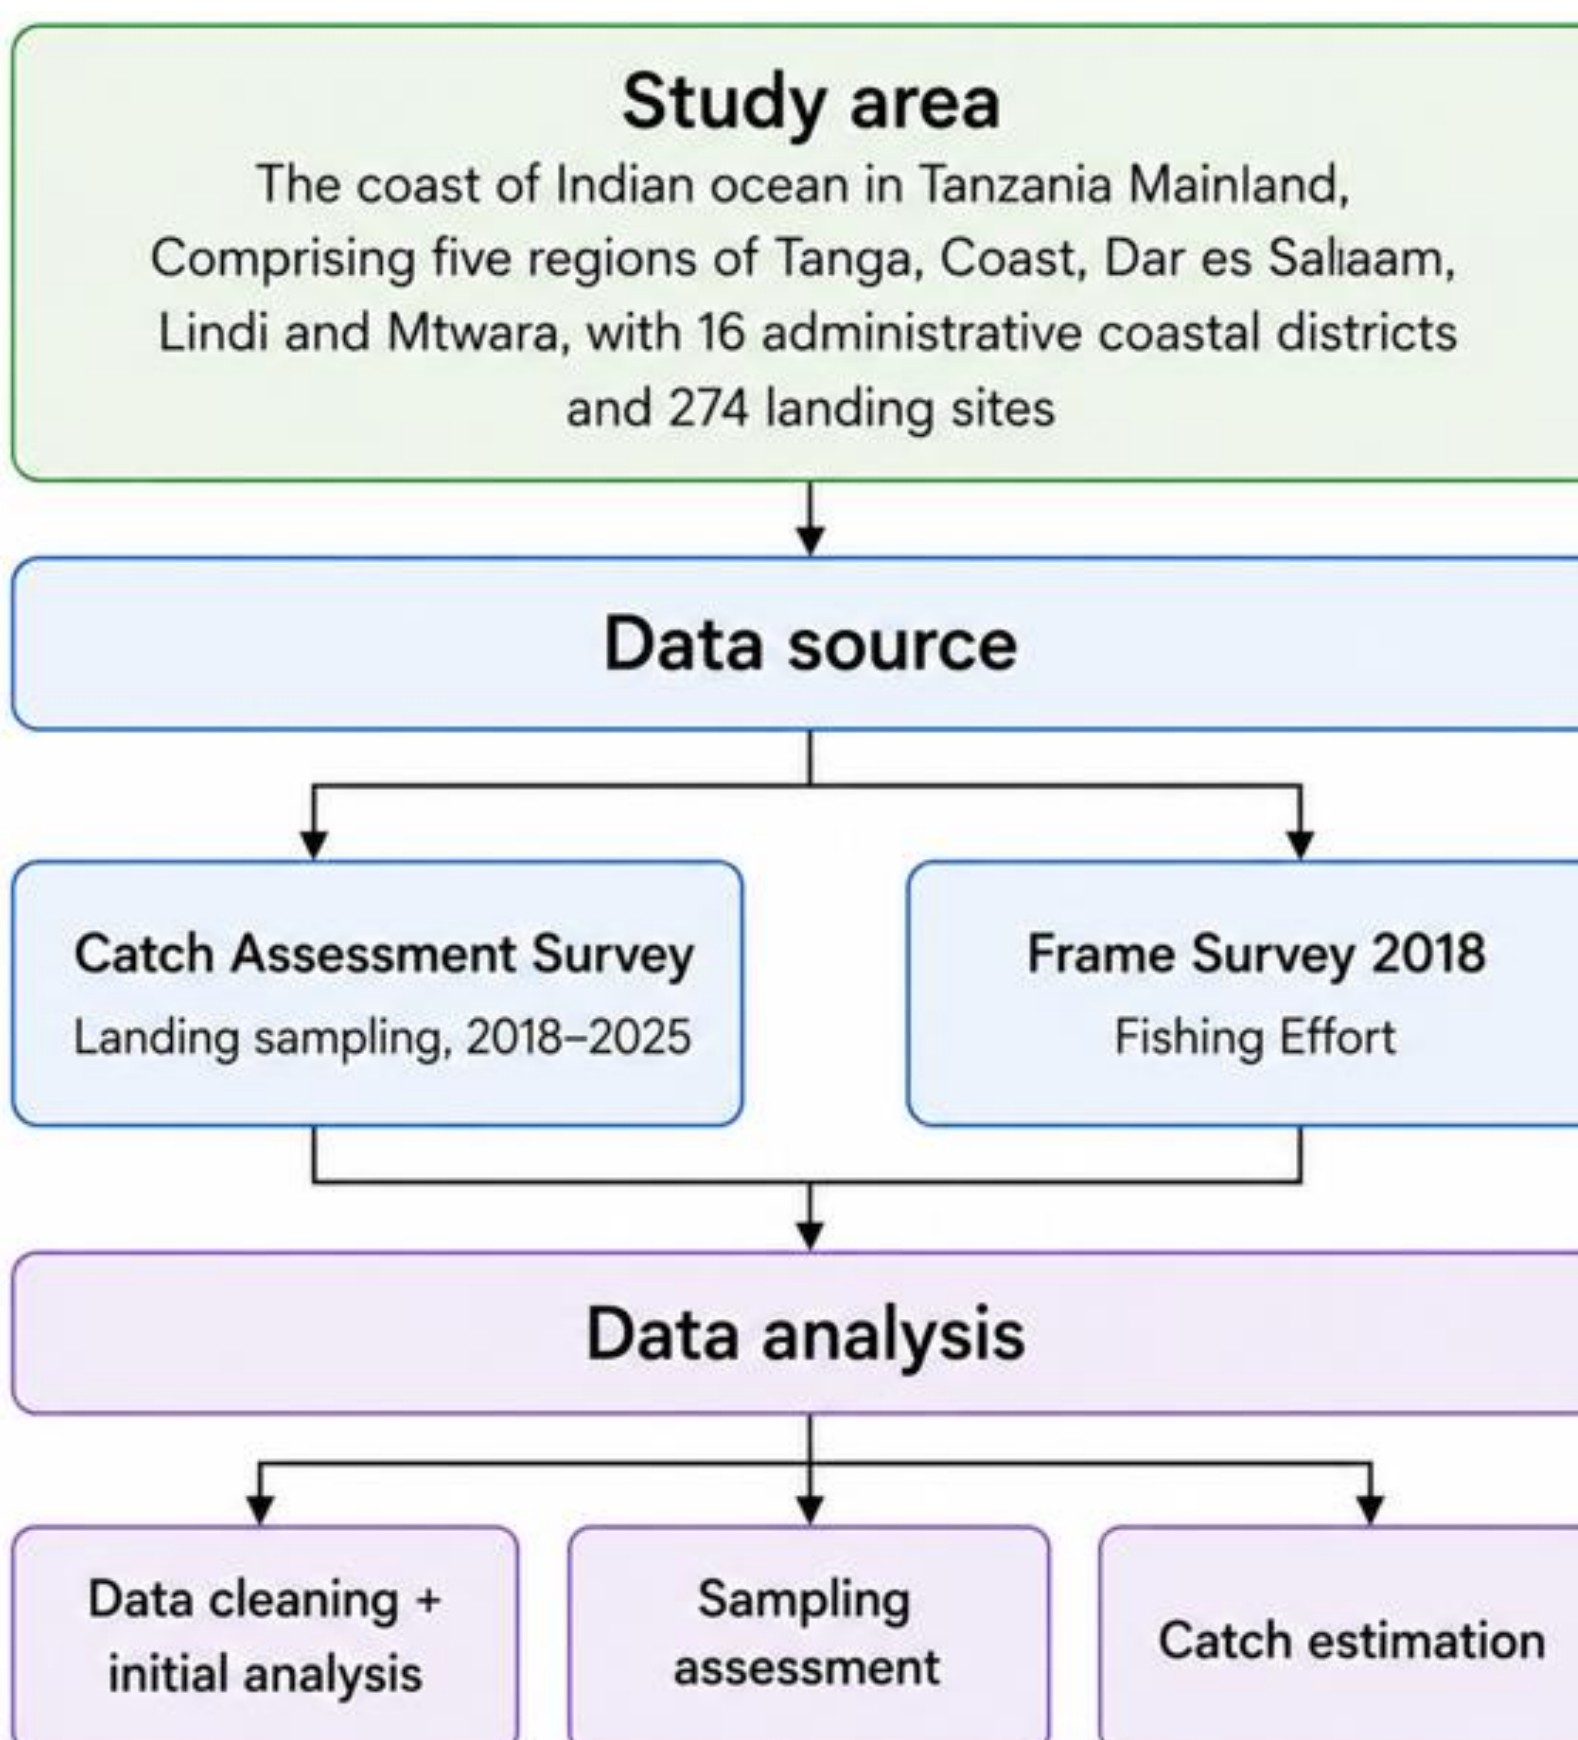 Study area
The coast of Indian ocean in Tanzania Mainland,
Comprising five regions of Tanga, Coast, Dar es Salıaam,
Lindi and Mtwara, with 16 administrative coastal districts
and 274 landing sites
Data source
Catch Assessment Survey
Landing sampling, 2018–2025
Frame Survey 2018
Fishing Effort
Data analysis
Data cleaning +
initial analysis
Sampling
assessment
Catch estimation